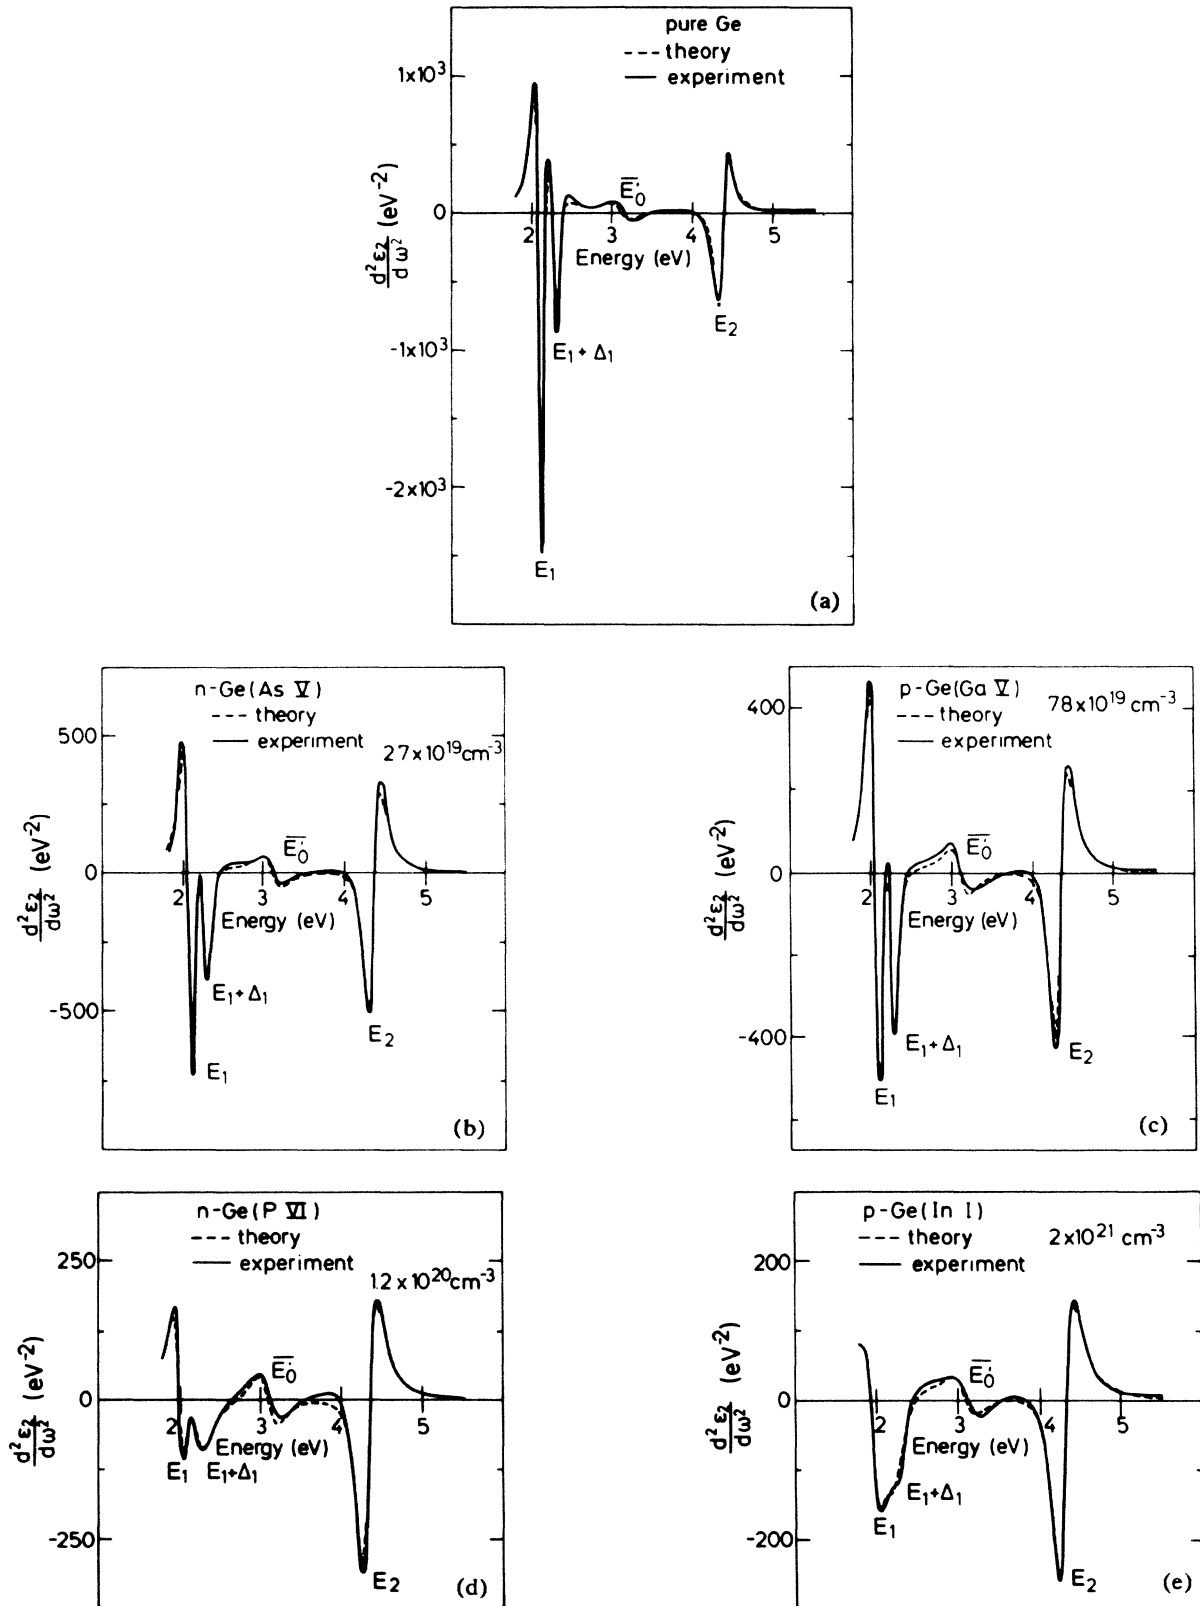 pure Ge
--- theory
— experiment
1x10³
0
-1x10³
-2x10³
d²ε₂/dω² (eV⁻²)
2 3 4 5
Energy (eV)
E̅₀′
E₁
E₁ + Δ₁
E₂
(a)
n-Ge(As V)
--- theory
— experiment
27x10¹⁹cm⁻³
500
0
-500
d²ε₂/dω² (eV⁻²)
2 3 4 5
Energy (eV)
E̅₀′
E₁
E₁+Δ₁
E₂
(b)
p-Ge(Ga V)
--- theory
— experiment
78x10¹⁹cm⁻³
400
0
-400
d²ε₂/dω² (eV⁻²)
2 3 4 5
Energy (eV)
E̅₀′
E₁
E₁+Δ₁
E₂
(c)
n-Ge(P VI)
--- theory
— experiment
1.2x10²⁰cm⁻³
250
0
-250
d²ε₂/dω² (eV⁻²)
2 3 4 5
Energy (eV)
E̅₀′
E₁
E₁+Δ₁
E₂
(d)
p-Ge(In I)
--- theory
— experiment
2x10²¹ cm⁻³
200
0
-200
d²ε₂/dω² (eV⁻²)
2 3 4 5
Energy (eV)
E̅₀′
E₁
E₁+Δ₁
E₂
(e)